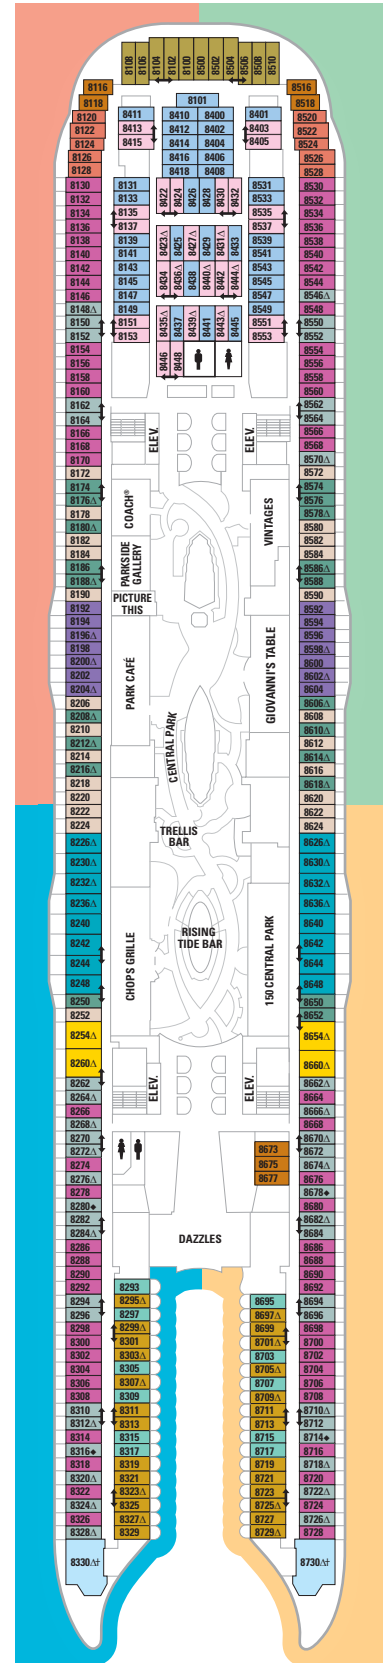 8108 8106 8104 8102 8100 8500 8502 8504 8506 8508 8510
8116 8101 8516
8118 8518
8120 8411 8410 8400 8401 8520
8122 8413 8412 8402 8403 8522
8124 8415 8414 8404 8405 8524
8126 8416 8406 8526
8128 8418 8408 8528
8130 8131 8422 8424 8426 8428 8430 8432 8531 8530
8132 8133 8533 8532
8134 8135 8535 8534
8136 8137 8423△ 8425 8427△ 8429 8431△ 8433 8537 8536
8138 8139 8539 8538
8140 8141 8541 8540
8142 8143 8434 8436△ 8438 8440△ 8442 8444△ 8543 8542
8144 8145 8545 8544
8146 8147 8547 8546△
8148△ 8149 8435△ 8437 8439△ 8441 8443△ 8445 8549 8548
8150 8151 8551 8550
8152 8153 8446 8448 8553 8552
8154 8554
8156 8556
8158 8558
8160 8560
8162 8562
8164 ELEV. ELEV. 8564
8166 8566
8168 8568
8170 8570△
8172 8572
8174 8574
8176△ COACH® VINTAGES 8576
8178 8578△
8180△ 8580
8182 8582
8184 PARKSIDE GALLERY 8584
8186 8586△
8188△ 8588
8190 PICTURE THIS 8590
8192 8592
8194 8594
8196△ 8596
8198 PARK CAFÉ GIOVANNI'S TABLE 8598△
8200△ 8600
8202 8602△
8204△ 8604
8206 8606△
8208△ 8608
8210 CENTRAL PARK 8610△
8212△ 8612
8214 8614△
8216△ 8616
8218 8618△
8220 8620
8222 8622
8224 TRELLIS BAR 8624
8226△ 8626△
8230△ 8630△
8232△ 8632△
8236△ 8636△
8240 RISING TIDE BAR 8640
8242 CHOPS GRILLE 150 CENTRAL PARK 8642
8244 8644
8248 8648
8250 8650
8252 8652
8254△ 8654△
8260△ 8660△
8262 ELEV. ELEV. 8662△
8264△ 8664
8266 8666△
8268△ 8668
8270 8670△
8272△ 8673 8672
8274 8675 8674△
8276△ 8677 8676
8278 8678◆
8280◆ 8680
8282 8682△
8284△ DAZZLES 8684
8286 8686
8288 8688
8290 8690
8292 8293 8692
8294 8295△ 8695 8694
8296 8297 8697△ 8696
8298 8299△ 8699 8698
8300 8301 8701△ 8700
8302 8303△ 8703 8702
8304 8305 8705△ 8704
8306 8307△ 8707 8706
8308 8309 8709△ 8708
8310 8311 8711 8710△
8312△ 8313 8713 8712
8314 8315 8715 8714◆
8316◆ 8317 8717 8716
8318 8319 8719 8718△
8320△ 8321 8721 8720
8322 8323△ 8723 8722△
8324△ 8325 8725△ 8724
8326 8327△ 8727 8726△
8328△ 8329 8729△ 8728
8330△† 8730△†